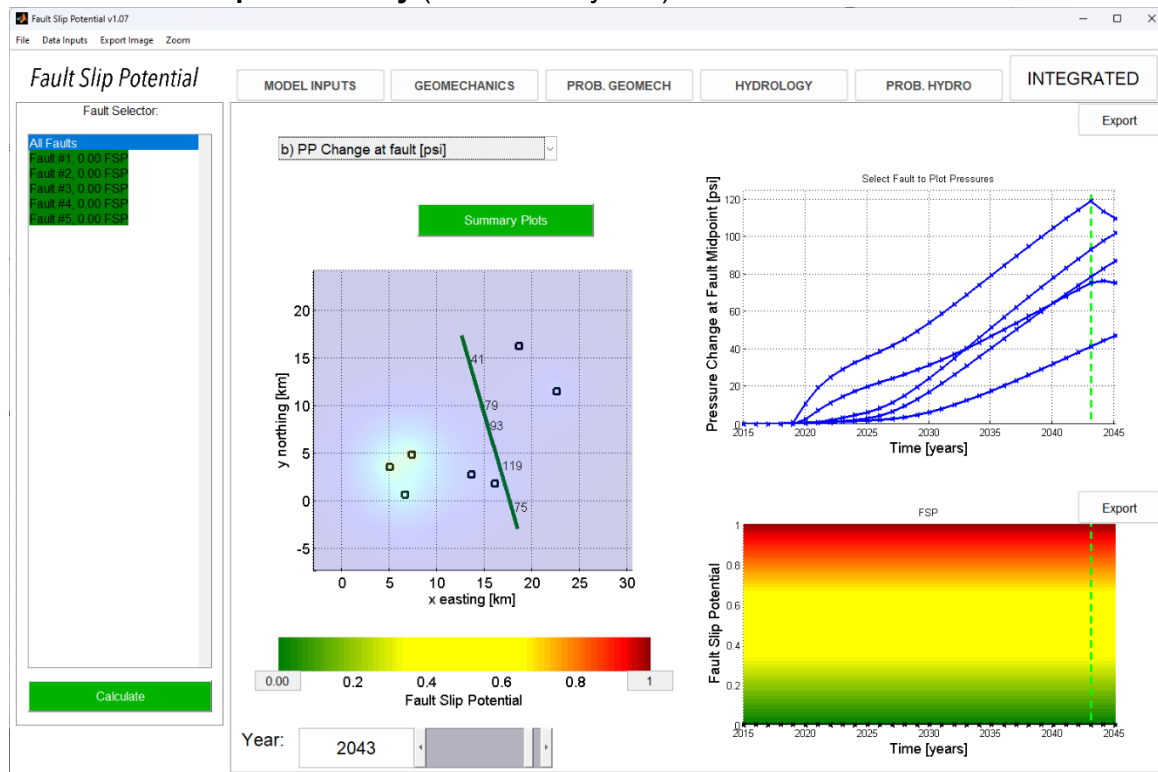 Fault Slip Potential v1.07
File Data Inputs Export Image Zoom
Fault Slip Potential
MODEL INPUTS GEOMECHANICS PROB. GEOMECH HYDROLOGY PROB. HYDRO INTEGRATED
Fault Selector:
All Faults
Fault #1, 0.00 FSP
Fault #2, 0.00 FSP
Fault #3, 0.00 FSP
Fault #4, 0.00 FSP
Fault #5, 0.00 FSP
Calculate
b) PP Change at fault [psi]
Summary Plots
20
15
10
5
0
-5
y northing [km]
41
79
93
119
75
0 5 10 15 20 25 30
x easting [km]
0.00 0.2 0.4 0.6 0.8 1
Fault Slip Potential
Year: 2043
Export
Select Fault to Plot Pressures
Pressure Change at Fault Midpoint [psi]
120
100
80
60
40
20
0
2015 2020 2025 2030 2035 2040 2045
Time [years]
Export
FSP
Fault Slip Potential
1
0.8
0.6
0.4
0.2
0
2015 2020 2025 2030 2035 2040 2045
Time [years]